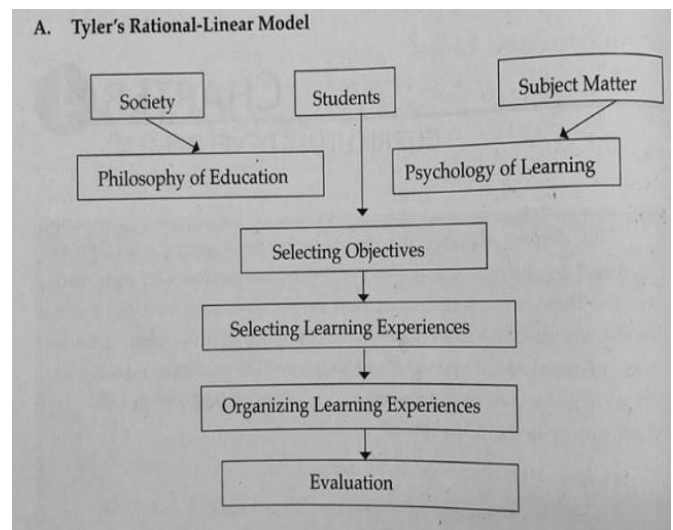 A. Tyler's Rational-Linear Model
Society
Students
Subject Matter
Philosophy of Education
Psychology of Learning
Selecting Objectives
Selecting Learning Experiences
Organizing Learning Experiences
Evaluation